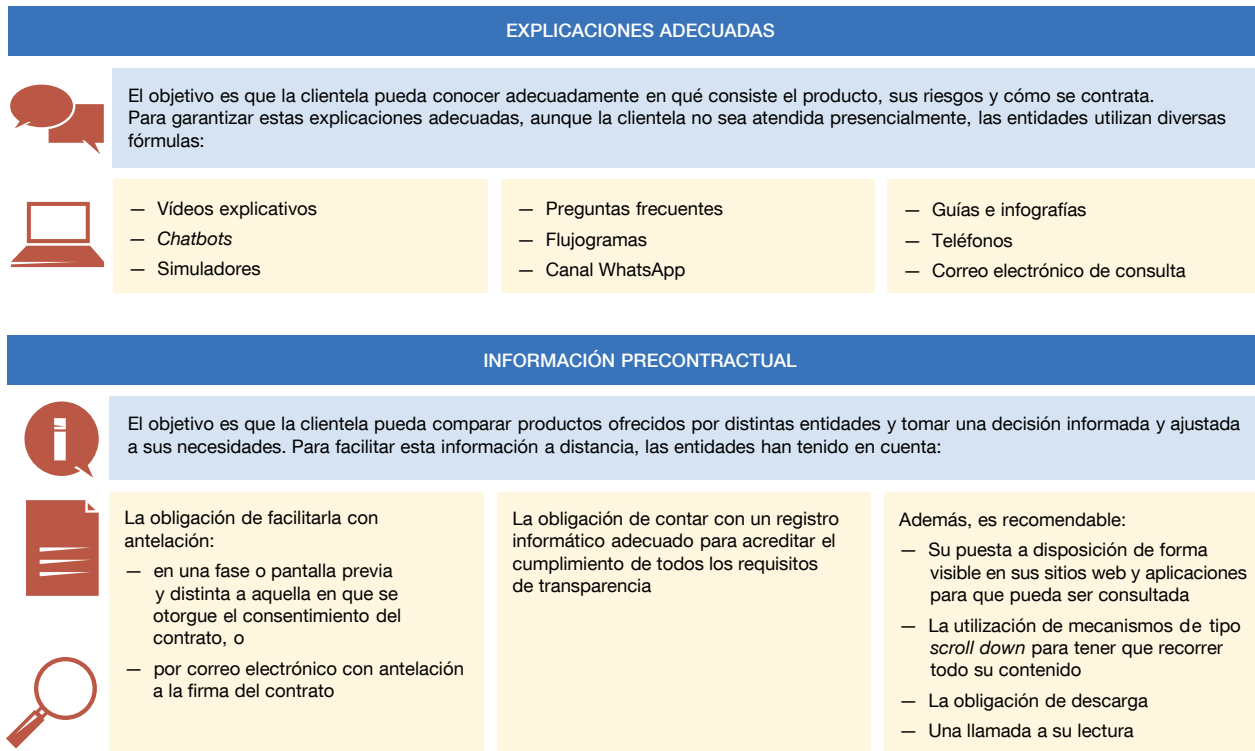 EXPLICACIONES ADECUADAS
El objetivo es que la clientela pueda conocer adecuadamente en qué consiste el producto, sus riesgos y cómo se contrata.
Para garantizar estas explicaciones adecuadas, aunque la clientela no sea atendida presencialmente, las entidades utilizan diversas
fórmulas:
— Vídeos explicativos
— Chatbots
— Simuladores
— Preguntas frecuentes
— Flujogramas
— Canal WhatsApp
— Guías e infografías
— Teléfonos
— Correo electrónico de consulta
INFORMACIÓN PRECONTRACTUAL
El objetivo es que la clientela pueda comparar productos ofrecidos por distintas entidades y tomar una decisión informada y ajustada
a sus necesidades. Para facilitar esta información a distancia, las entidades han tenido en cuenta:
La obligación de facilitarla con
antelación:
— en una fase o pantalla previa
y distinta a aquella en que se
otorgue el consentimiento del
contrato, o
— por correo electrónico con antelación
a la firma del contrato
La obligación de contar con un registro
informático adecuado para acreditar el
cumplimiento de todos los requisitos
de transparencia
Además, es recomendable:
— Su puesta a disposición de forma
visible en sus sitios web y aplicaciones
para que pueda ser consultada
— La utilización de mecanismos de tipo
scroll down para tener que recorrer
todo su contenido
— La obligación de descarga
— Una llamada a su lectura